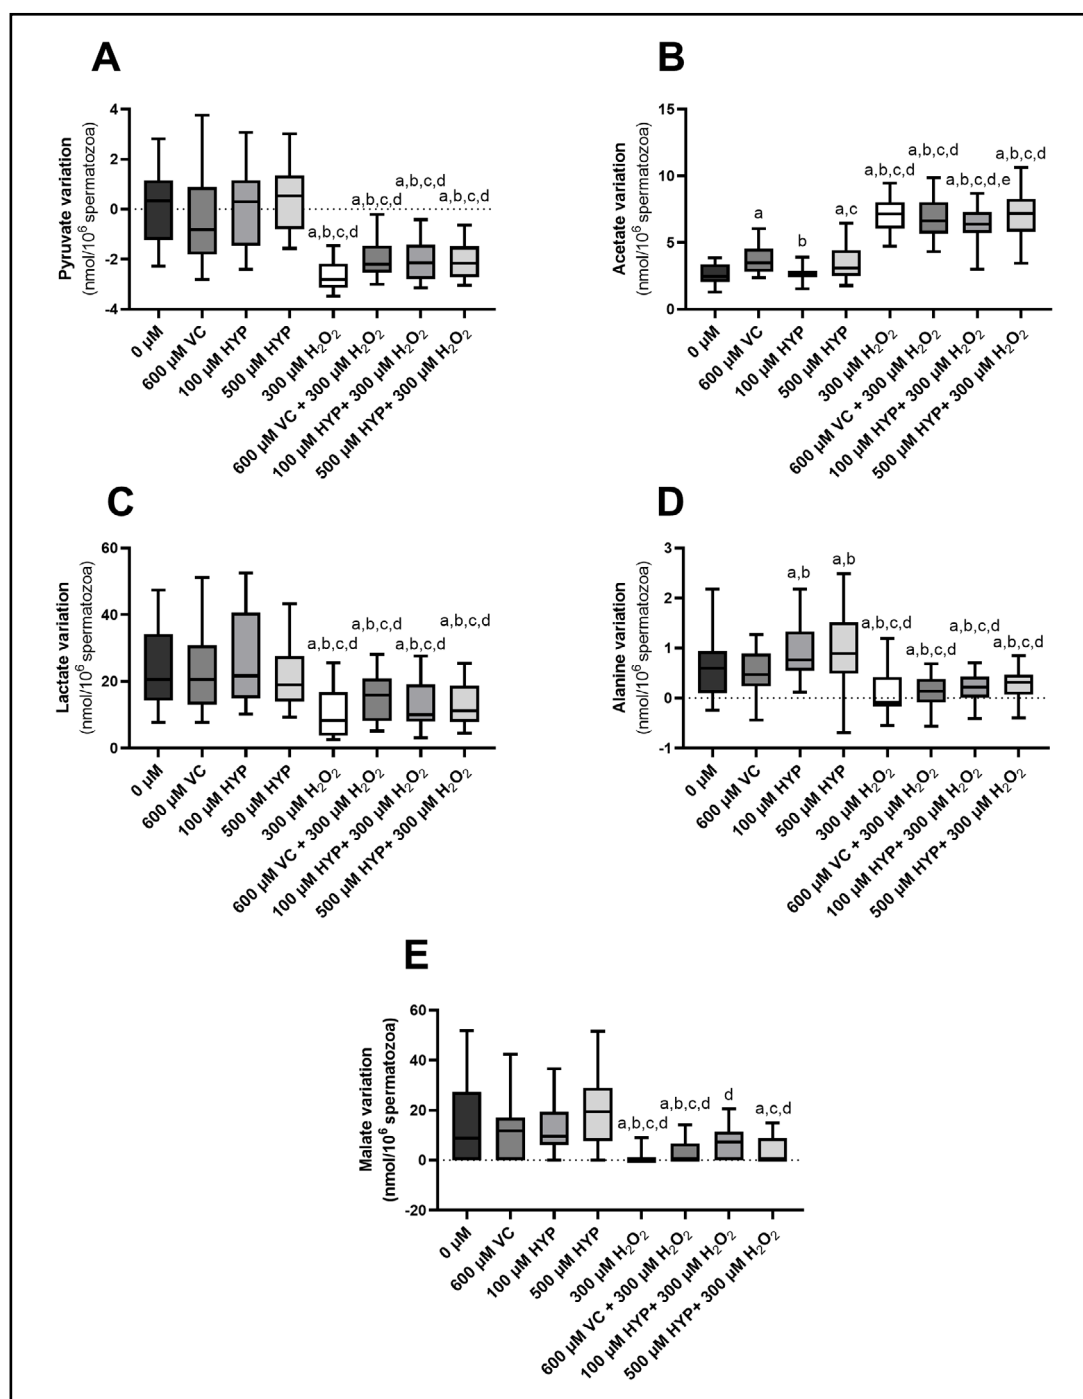 A
Pyruvate variation
(nmol/10⁶ spermatozoa)
4
2
0
-2
-4
a,b,c,d
a,b,c,d
a,b,c,d
a,b,c,d
0 µM
600 µM VC
100 µM HYP
500 µM HYP
300 µM H₂O₂
600 µM VC + 300 µM H₂O₂
100 µM HYP+ 300 µM H₂O₂
500 µM HYP+ 300 µM H₂O₂
B
Acetate variation
(nmol/10⁶ spermatozoa)
15
10
5
0
a
b
a,c
a,b,c,d
a,b,c,d
a,b,c,d,e
a,b,c,d
0 µM
600 µM VC
100 µM HYP
500 µM HYP
300 µM H₂O₂
600 µM VC + 300 µM H₂O₂
100 µM HYP+ 300 µM H₂O₂
500 µM HYP+ 300 µM H₂O₂
C
Lactate variation
(nmol/10⁶ spermatozoa)
60
40
20
0
a,b,c,d
a,b,c,d
a,b,c,d
a,b,c,d
0 µM
600 µM VC
100 µM HYP
500 µM HYP
300 µM H₂O₂
600 µM VC + 300 µM H₂O₂
100 µM HYP+ 300 µM H₂O₂
500 µM HYP+ 300 µM H₂O₂
D
Alanine variation
(nmol/10⁶ spermatozoa)
3
2
1
0
-1
a,b
a,b
a,b,c,d
a,b,c,d
a,b,c,d
a,b,c,d
0 µM
600 µM VC
100 µM HYP
500 µM HYP
300 µM H₂O₂
600 µM VC + 300 µM H₂O₂
100 µM HYP+ 300 µM H₂O₂
500 µM HYP+ 300 µM H₂O₂
E
Malate variation
(nmol/10⁶ spermatozoa)
60
40
20
0
-20
a,b,c,d
a,b,c,d
d
a,c,d
0 µM
600 µM VC
100 µM HYP
500 µM HYP
300 µM H₂O₂
600 µM VC + 300 µM H₂O₂
100 µM HYP+ 300 µM H₂O₂
500 µM HYP+ 300 µM H₂O₂